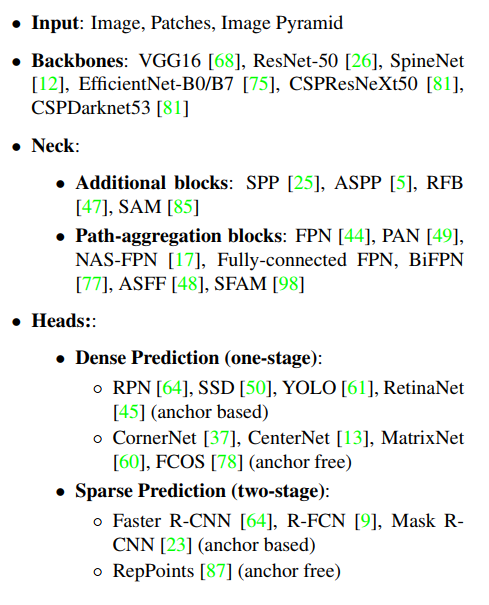 • Input: Image, Patches, Image Pyramid
• Backbones: VGG16 [68], ResNet-50 [26], SpineNet
[12], EfficientNet-B0/B7 [75], CSPResNeXt50 [81],
CSPDarknet53 [81]
• Neck:
• Additional blocks: SPP [25], ASPP [5], RFB
[47], SAM [85]
• Path-aggregation blocks: FPN [44], PAN [49],
NAS-FPN [17], Fully-connected FPN, BiFPN
[77], ASFF [48], SFAM [98]
• Heads::
• Dense Prediction (one-stage):
◦ RPN [64], SSD [50], YOLO [61], RetinaNet
[45] (anchor based)
◦ CornerNet [37], CenterNet [13], MatrixNet
[60], FCOS [78] (anchor free)
• Sparse Prediction (two-stage):
◦ Faster R-CNN [64], R-FCN [9], Mask R-
CNN [23] (anchor based)
◦ RepPoints [87] (anchor free)